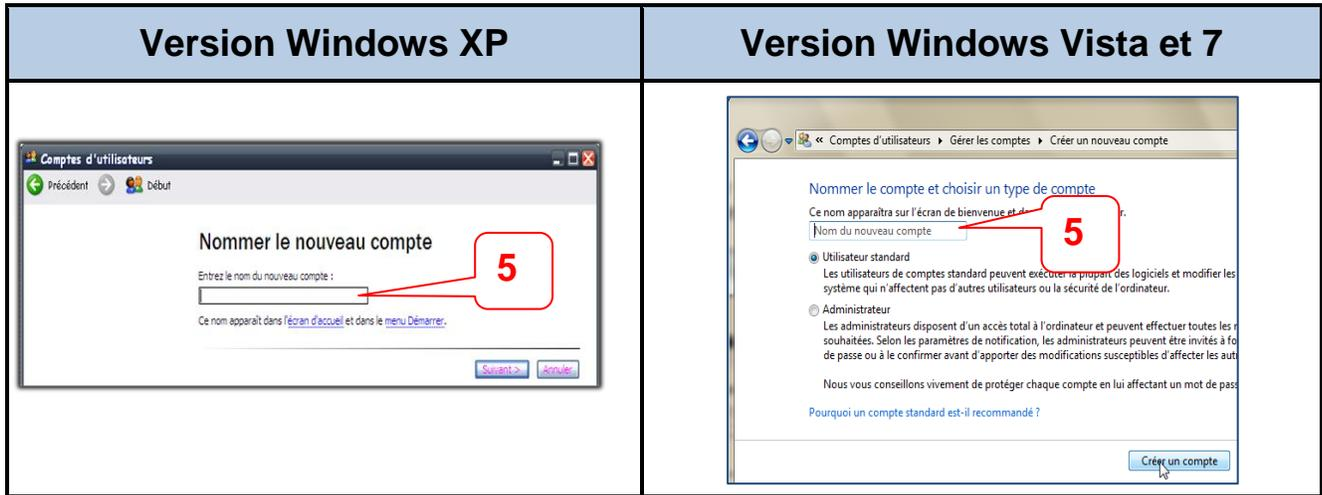 Version Windows XP
Version Windows Vista et 7
Comptes d'utilisateurs
Précédent Début
Nommer le nouveau compte
Entrez le nom du nouveau compte :
5
Ce nom apparaît dans l'écran d'accueil et dans le menu Démarrer.
Suivant > Annuler
« Comptes d'utilisateurs Gérer les comptes Créer un nouveau compte
Nommer le compte et choisir un type de compte
Ce nom apparaîtra sur l'écran de bienvenue et r.
Nom du nouveau compte
5
Utilisateur standard
Les utilisateurs de comptes standard peuvent exécuter la plupart des logiciels et modifier les
système qui n'affectent pas d'autres utilisateurs ou la sécurité de l'ordinateur.
Administrateur
Les administrateurs disposent d'un accès total à l'ordinateur et peuvent effectuer toutes les
souhaitées. Selon les paramètres de notification, les administrateurs peuvent être invités à fo
de passe ou à le confirmer avant d'apporter des modifications susceptibles d'affecter les aut
Nous vous conseillons vivement de protéger chaque compte en lui affectant un mot de pas
Pourquoi un compte standard est-il recommandé ?
Créer un compte